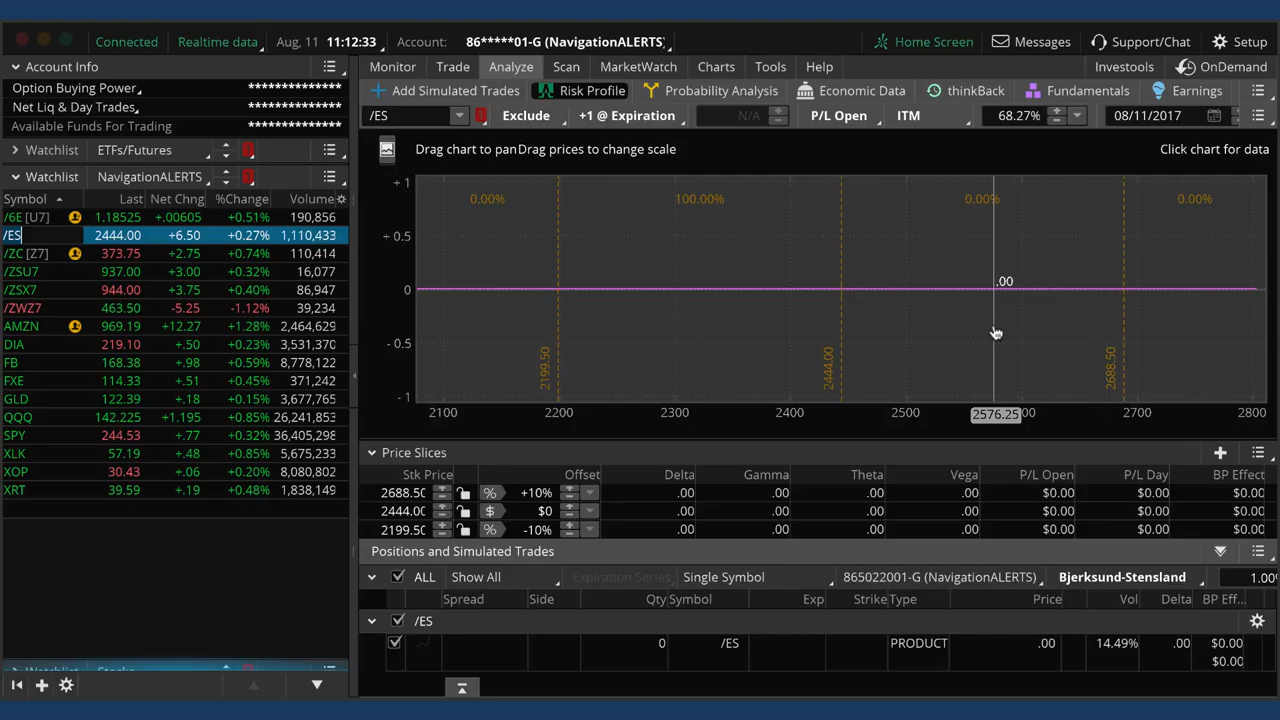 Connected Realtime data Aug, 11 11:12:33 Account: 86*****01-G (NavigationALERTS) Home Screen Messages Support/Chat Setup
Account Info
Monitor Trade Analyze Scan MarketWatch Charts Tools Help Investools OnDemand
Option Buying Power **************
Add Simulated Trades Risk Profile Probability Analysis Economic Data thinkBack Fundamentals Earnings
Net Liq & Day Trades **************
Available Funds For Trading **************
/ES Exclude +1 @ Expiration N/A P/L Open ITM 68.27% 08/11/2017
Watchlist ETFs/Futures
Drag chart to panDrag prices to change scale Click chart for data
Watchlist NavigationALERTS
Symbol Last Net Chng %Change Volume
/6E [U7] 1.18525 +.00605 +0.51% 190,856
/ES 2444.00 +6.50 +0.27% 1,110,433
/ZC [Z7] 373.75 +2.75 +0.74% 110,414
/ZSU7 937.00 +3.00 +0.32% 16,077
/ZSX7 944.00 +3.75 +0.40% 86,947
/ZWZ7 463.50 -5.25 -1.12% 39,234
AMZN 969.19 +12.27 +1.28% 2,464,629
DIA 219.10 +.50 +0.23% 3,531,370
FB 168.38 +.98 +0.59% 8,778,122
FXE 114.33 +.51 +0.45% 371,242
GLD 122.39 +.18 +0.15% 3,677,765
QQQ 142.225 +1.195 +0.85% 26,241,853
SPY 244.53 +.77 +0.32% 36,405,298
XLK 57.19 +.48 +0.85% 5,675,233
XOP 30.43 +.06 +0.20% 8,080,802
XRT 39.59 +.19 +0.48% 1,838,149
+1
0.00% 100.00% 0.00% 0.00%
+0.5
.00
0
-0.5
2199.50 2444.00 2688.50
-1
2100 2200 2300 2400 2500 2576.25 2700 2800
Price Slices
Stk Price Offset Delta Gamma Theta Vega P/L Open P/L Day BP Effect
2688.50 % +10% .00 .00 .00 .00 $0.00 $0.00 $0.00
2444.00 $ $0 .00 .00 .00 .00 $0.00 $0.00 $0.00
2199.50 % -10% .00 .00 .00 .00 $0.00 $0.00 $0.00
Positions and Simulated Trades
ALL Show All Expiration Series Single Symbol 865022001-G (NavigationALERTS) Bjerksund-Stensland 1.00%
Spread Side Qty Symbol Exp Strike Type Price Vol Delta BP Eff..
/ES
0 /ES PRODUCT .00 14.49% .00 $0.00
$0.00